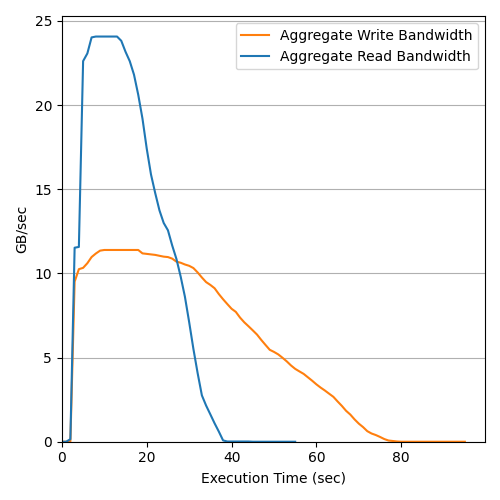 Aggregate Write Bandwidth
Aggregate Read Bandwidth
25
20
15
10
5
0
GB/sec
0 20 40 60 80
Execution Time (sec)